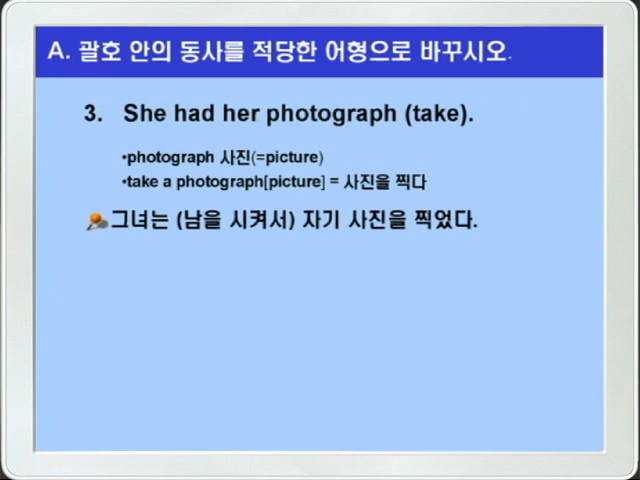 A. 괄호 안의 동사를 적당한 어형으로 바꾸시오.
3. She had her photograph (take).
•photograph 사진(=picture)
•take a photograph[picture] = 사진을 찍다
그녀는 (남을 시켜서) 자기 사진을 찍었다.